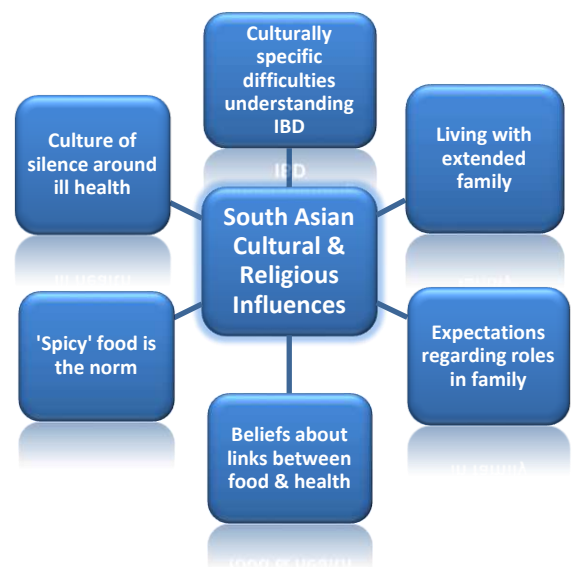 Culturally
specific
difficulties
understanding
IBD
Culture of
silence around
ill health
Living with
extended
family
South Asian
Cultural &
Religious
Influences
'Spicy' food is
the norm
Expectations
regarding roles
in family
Beliefs about
links between
food & health